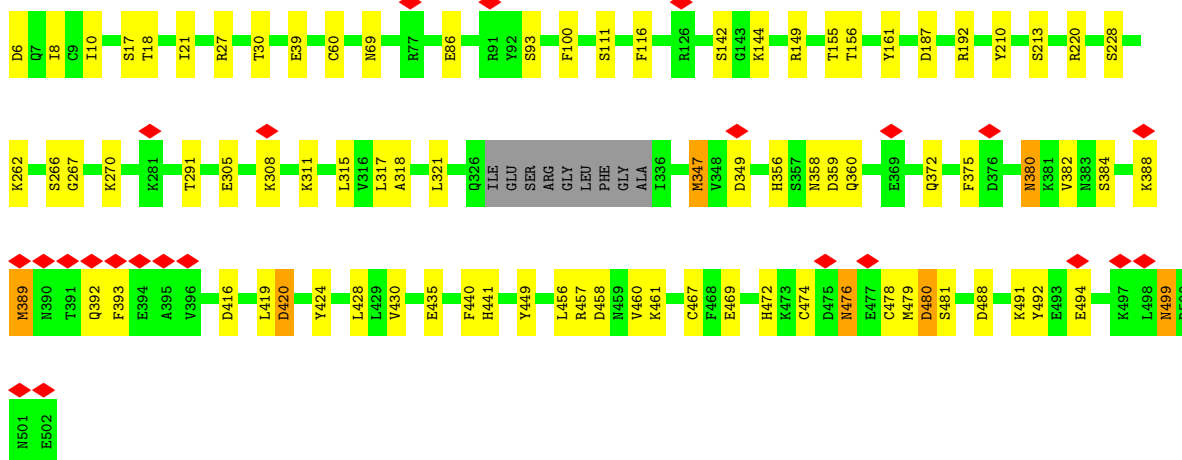 D6 Q7 I8 C9 I10 S17 T18 I21 R27 T30 E39 C60 N69 R77 E86 R91 Y92 S93 F100 S111 F116 R126 S142 G143 K144 R149 T155 T156 Y161 D187 R192 Y210 S213 R220 S228
K262 S266 G267 K270 K281 T291 E305 K308 K311 L315 V316 L317 A318 L321 Q326 ILE GLU SER ARG GLY LEU PHE GLY ALA I336 M347 V348 D349 H356 S357 N358 D359 Q360 E369 Q372 F375 D376 N380 K381 V382 N383 S384 K388
M389 N390 T391 Q392 F393 E394 A395 V396 D416 L419 D420 Y424 L428 L429 V430 E435 F440 H441 Y449 L456 R457 D458 N459 V460 K461 C467 F468 E469 H472 K473 C474 D475 N476 E477 C478 M479 D480 S481 D488 K491 Y492 E493 E494 K497 L498 N499
N501 E502